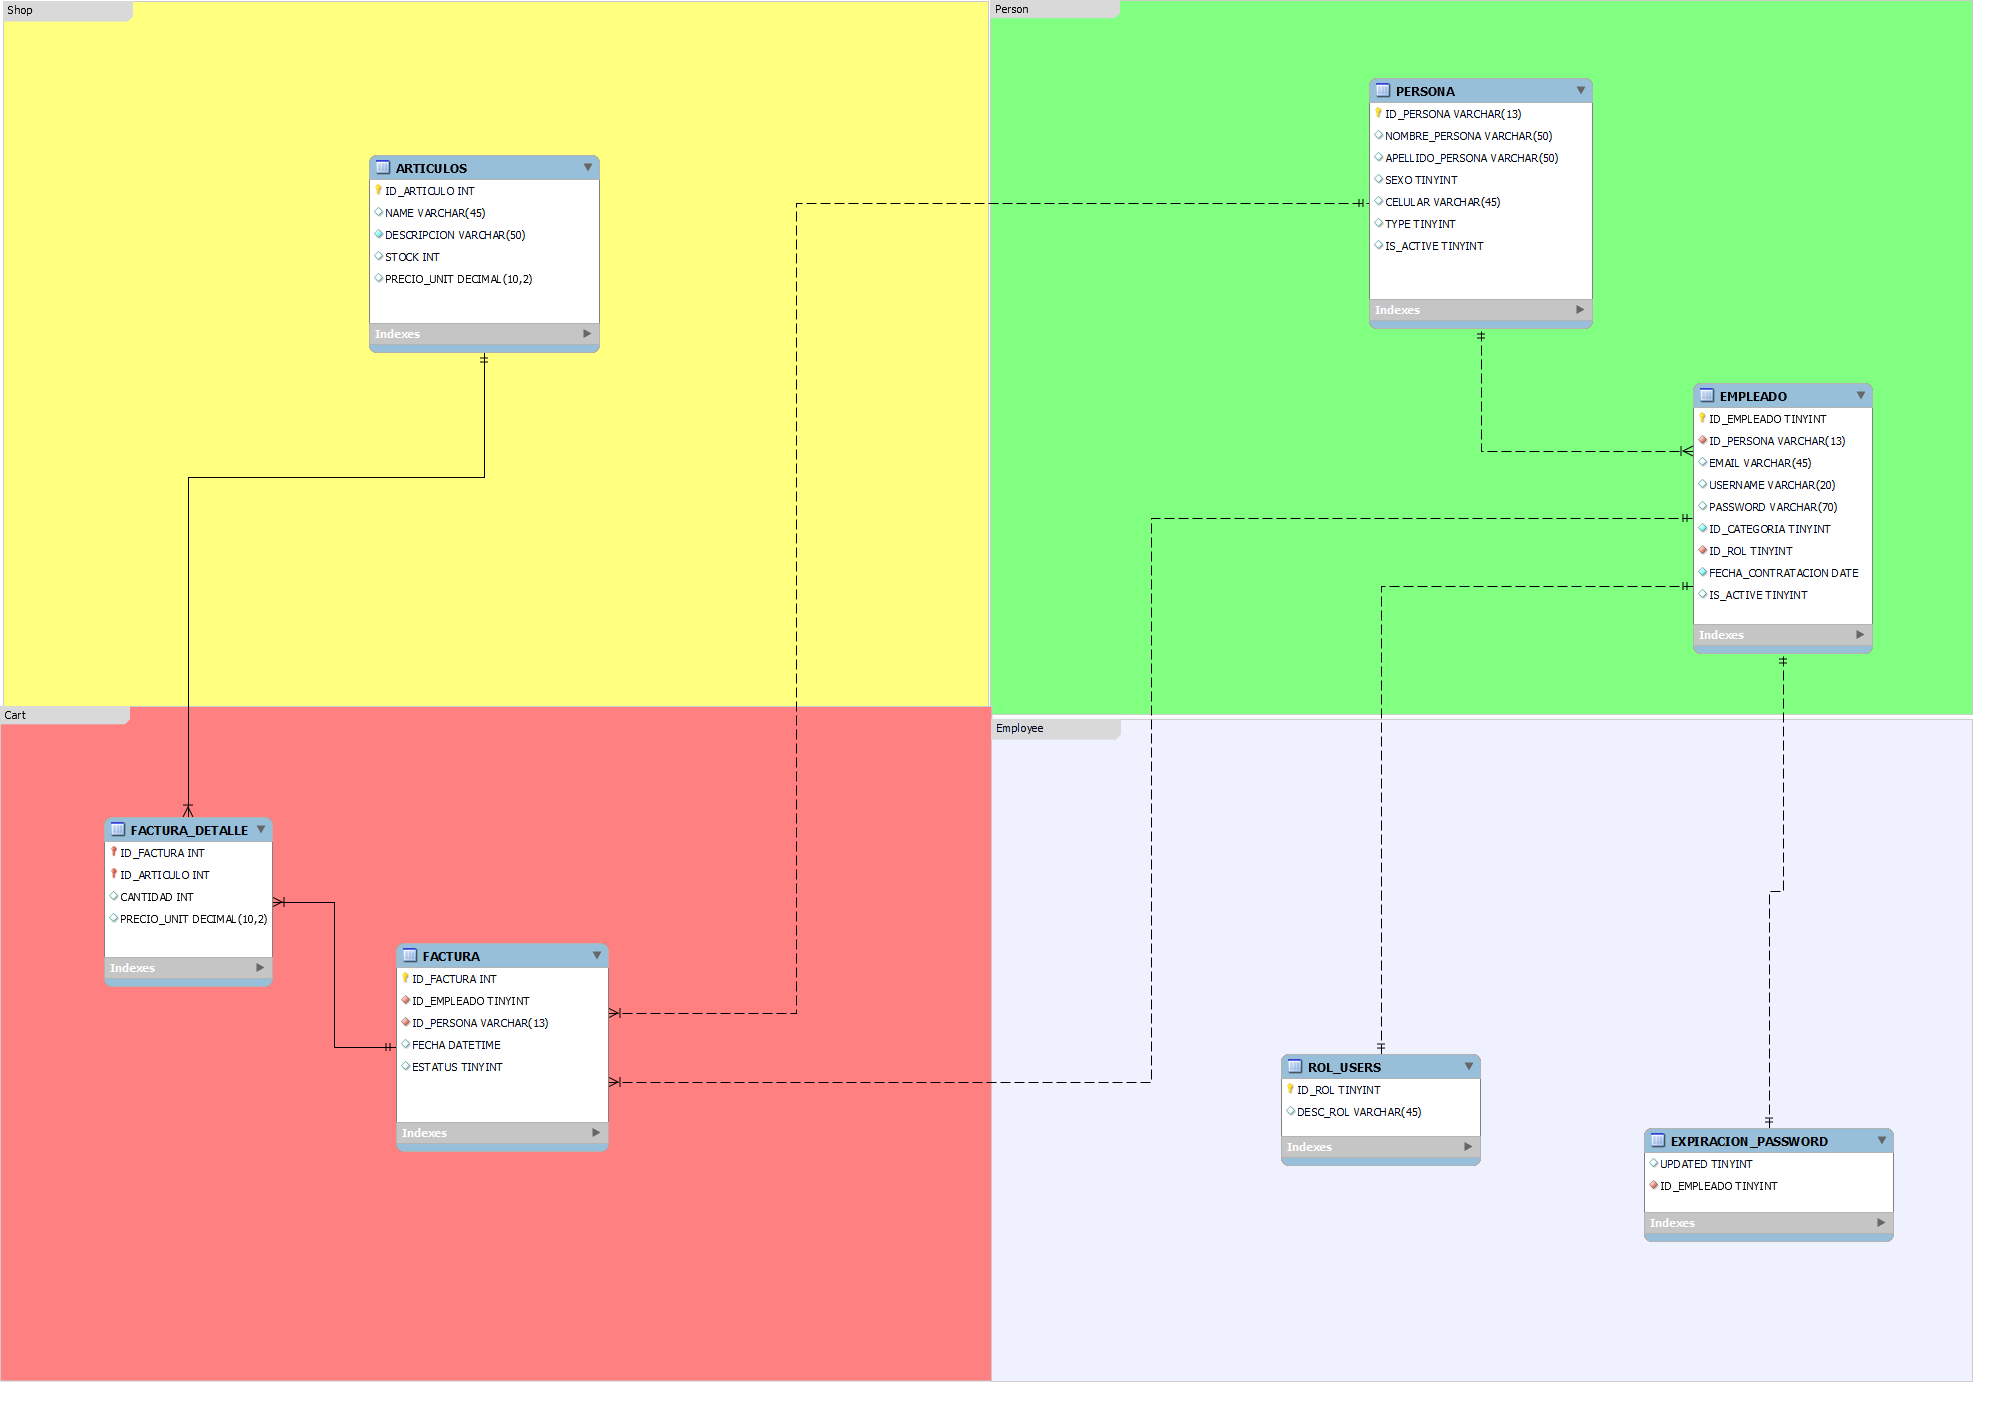 Shop
Person
PERSONA
ID_PERSONA VARCHAR(13)
NOMBRE_PERSONA VARCHAR(50)
APELLIDO_PERSONA VARCHAR(50)
SEXO TINYINT
CELULAR VARCHAR(45)
TYPE TINYINT
IS_ACTIVE TINYINT
Indexes
ARTICULOS
ID_ARTICULO INT
NAME VARCHAR(45)
DESCRIPCION VARCHAR(50)
STOCK INT
PRECIO_UNIT DECIMAL(10,2)
Indexes
EMPLEADO
ID_EMPLEADO TINYINT
ID_PERSONA VARCHAR(13)
EMAIL VARCHAR(45)
USERNAME VARCHAR(20)
PASSWORD VARCHAR(70)
ID_CATEGORIA TINYINT
ID_ROL TINYINT
FECHA_CONTRATACION DATE
IS_ACTIVE TINYINT
Indexes
Cart
Employee
FACTURA_DETALLE
ID_FACTURA INT
ID_ARTICULO INT
CANTIDAD INT
PRECIO_UNIT DECIMAL(10,2)
Indexes
FACTURA
ID_FACTURA INT
ID_EMPLEADO TINYINT
ID_PERSONA VARCHAR(13)
FECHA DATETIME
ESTATUS TINYINT
Indexes
ROL_USERS
ID_ROL TINYINT
DESC_ROL VARCHAR(45)
Indexes
EXPIRACION_PASSWORD
UPDATED TINYINT
ID_EMPLEADO TINYINT
Indexes